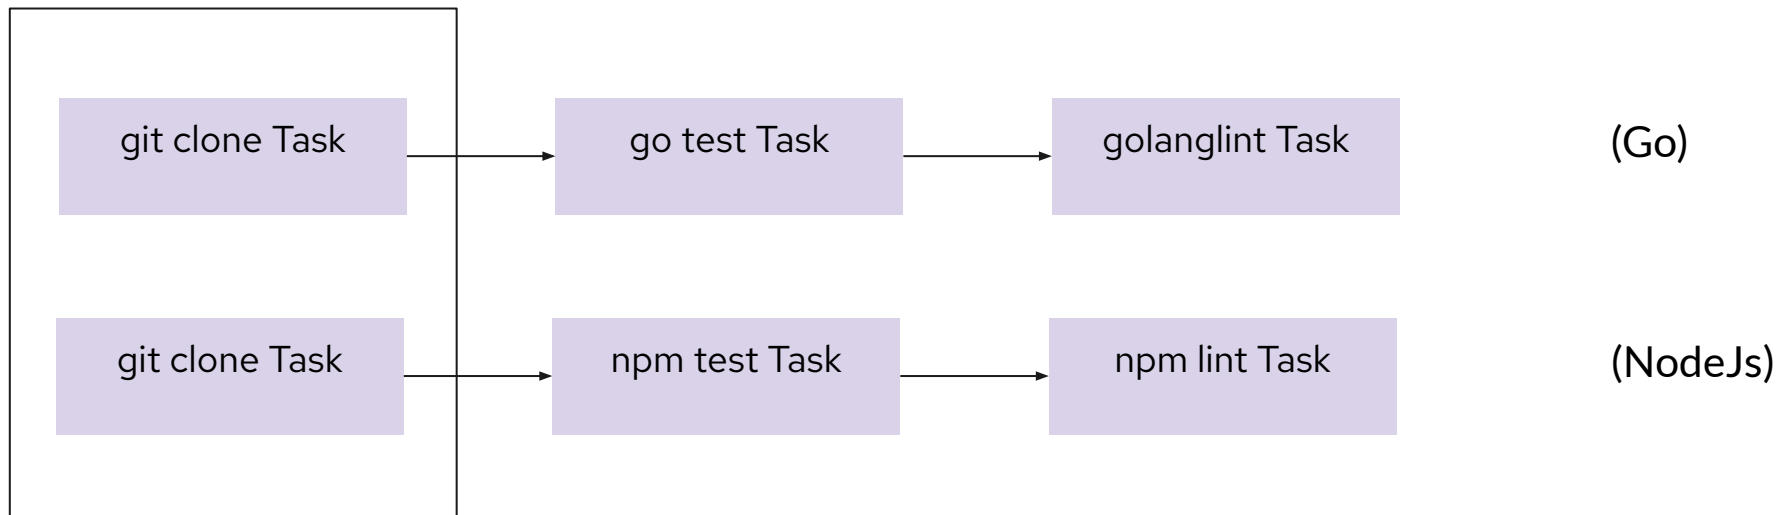 git clone Task
go test Task
golanglint Task
(Go)
git clone Task
npm test Task
npm lint Task
(NodeJs)